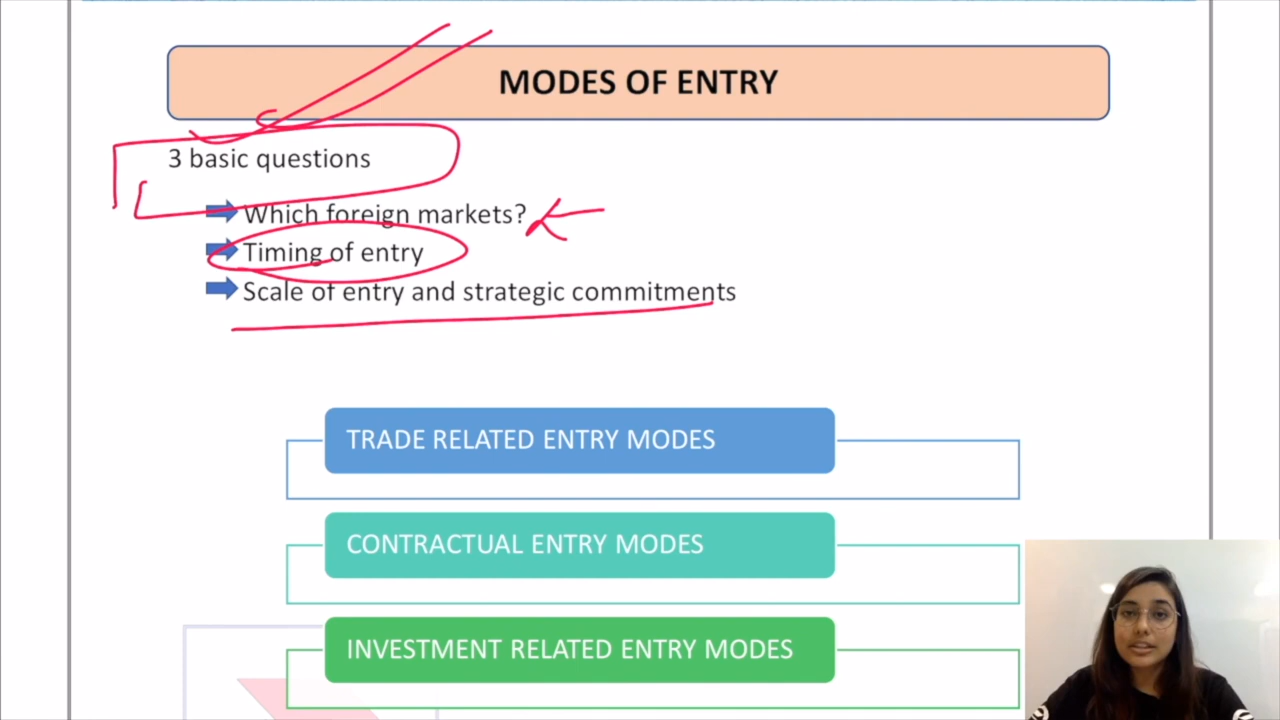 MODES OF ENTRY
3 basic questions
Which foreign markets?
Timing of entry
Scale of entry and strategic commitments
TRADE RELATED ENTRY MODES
CONTRACTUAL ENTRY MODES
INVESTMENT RELATED ENTRY MODES